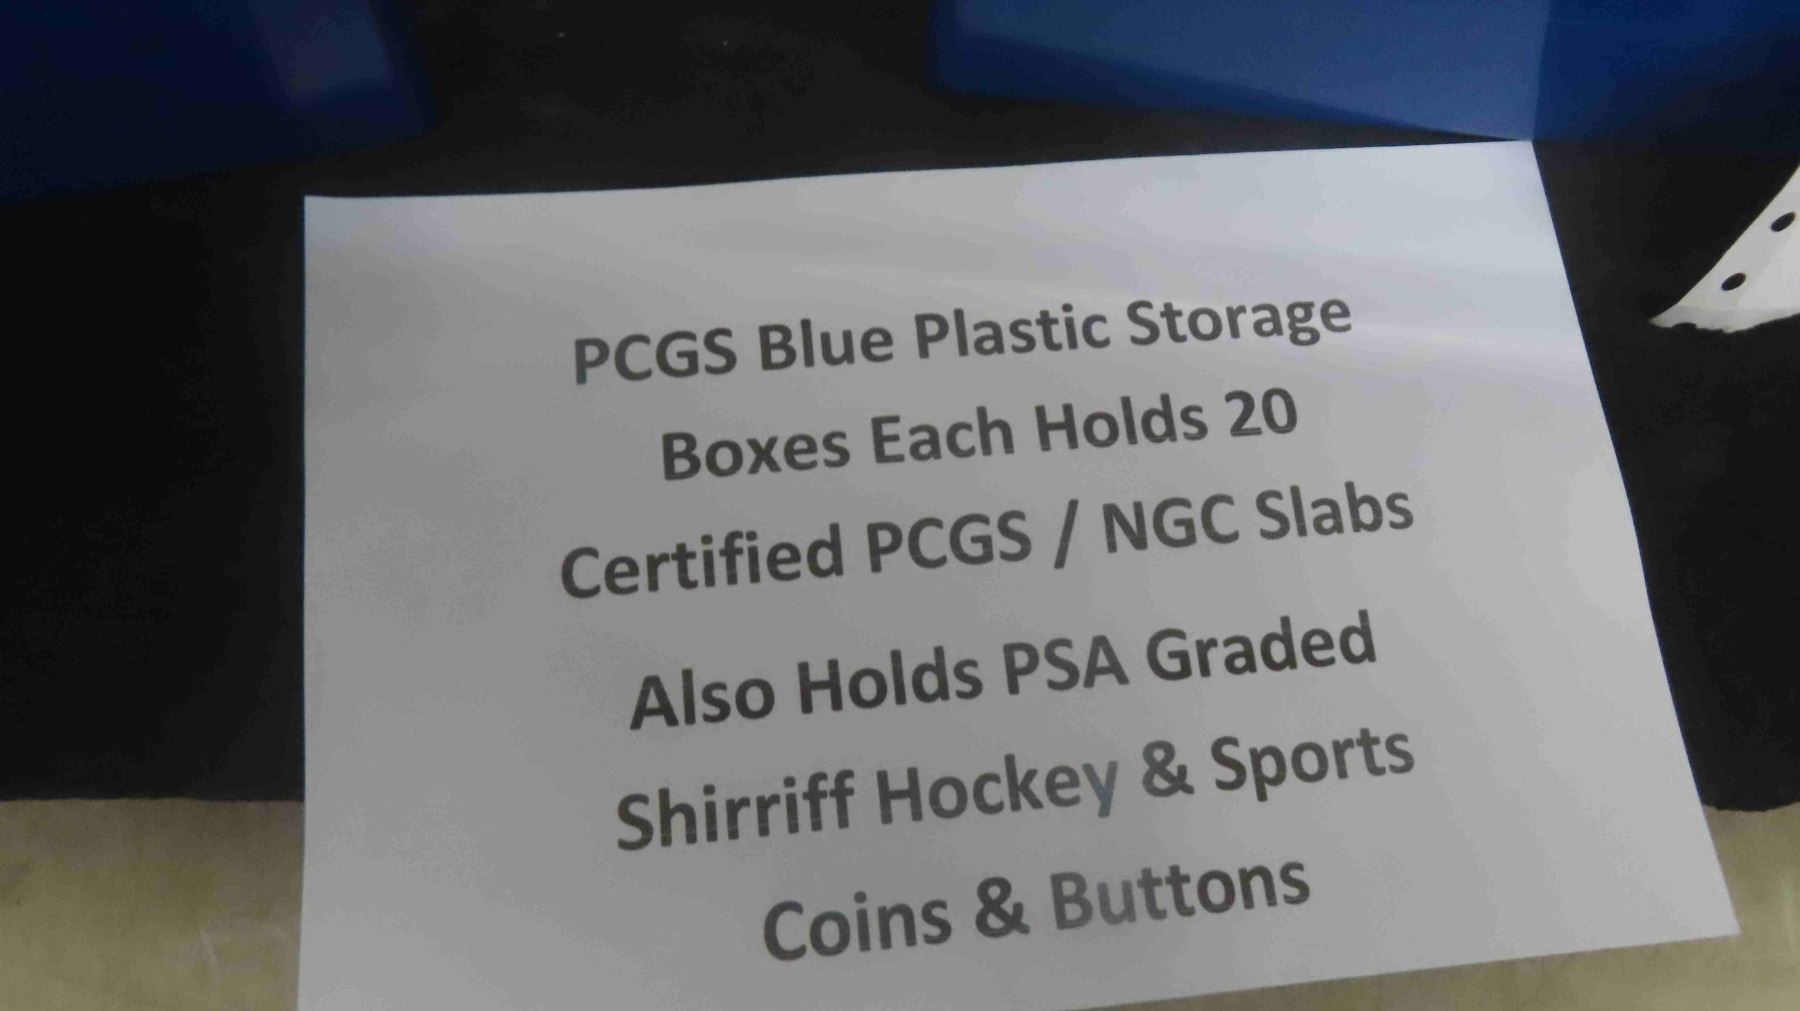 PCGS Blue Plastic Storage
Boxes Each Holds 20
Certified PCGS / NGC Slabs
Also Holds PSA Graded
Shirriff Hockey & Sports
Coins & Buttons